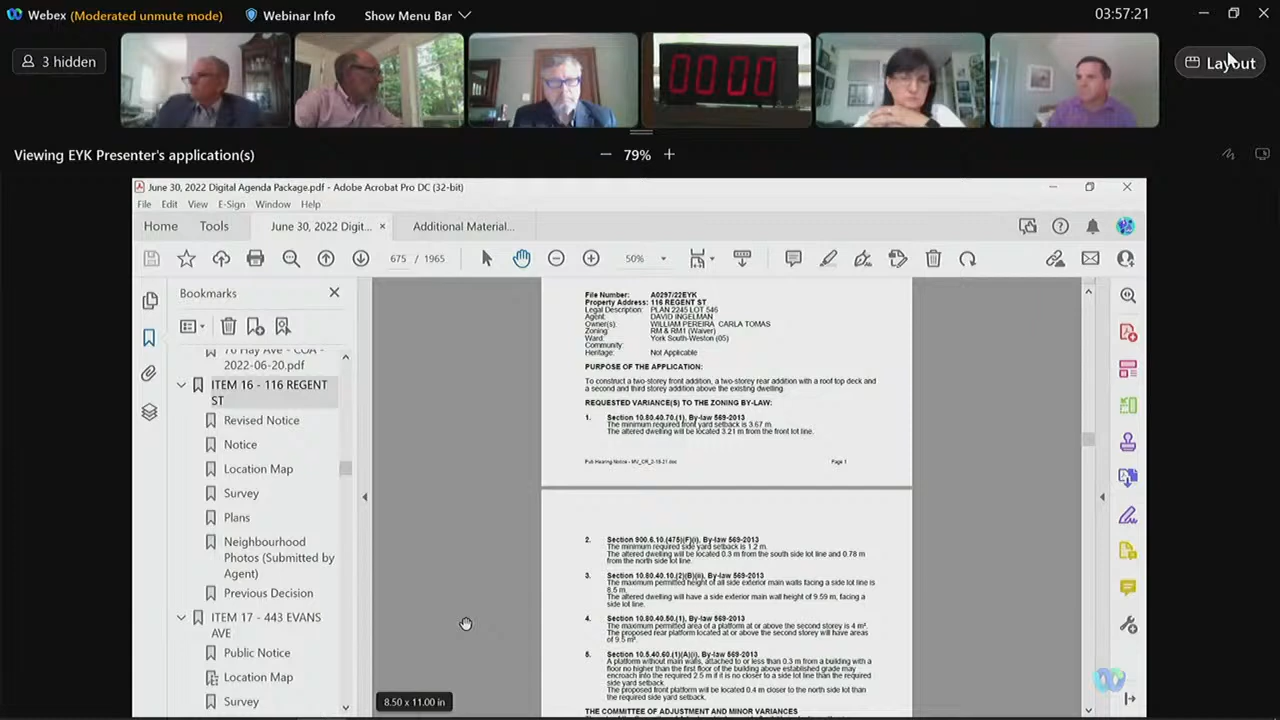 Webex (Moderated unmute mode) Webinar Info Show Menu Bar 03:57:21
3 hidden
00:00
Layout
Viewing EYK Presenter's application(s)
79%
June 30, 2022 Digital Agenda Package.pdf - Adobe Acrobat Pro DC (32-bit)
File Edit View E-Sign Window Help
Home Tools June 30, 2022 Digit... × Additional Material...
675 / 1965 50%
Bookmarks
70 Hay Ave - COA -
2022-06-20.pdf
ITEM 16 - 116 REGENT
ST
Revised Notice
Notice
Location Map
Survey
Plans
Neighbourhood
Photos (Submitted by
Agent)
Previous Decision
ITEM 17 - 443 EVANS
AVE
Public Notice
Location Map
Survey
File Number: A0297/22EYK
Property Address: 116 REGENT ST
Legal Description: PLAN 2245 LOT 546
Agent: DAVID INGELMAN
Owner(s): WILLIAM PEREIRA CARLA TOMAS
Zoning: RM & RM1 (Waiver)
Ward: York South-Weston (05)
Community:
Heritage: Not Applicable
PURPOSE OF THE APPLICATION:
To construct a two-storey front addition, a two-storey rear addition with a roof top deck and
a second and third storey addition above the existing dwelling.
REQUESTED VARIANCE(S) TO THE ZONING BY-LAW:
1. Section 10.80.40.70.(1), By-law 569-2013
The minimum required front yard setback is 3.67 m.
The altered dwelling will be located 3.21 m from the front lot line.
Pub Hearing Notice - MV_CR_2-18-21.doc Page 1
2. Section 900.6.10.(475)(F)(i), By-law 569-2013
The minimum required side yard setback is 1.2 m.
The altered dwelling will be located 0.3 m from the south side lot line and 0.78 m
from the north side lot line.
3. Section 10.80.40.10.(2)(B)(ii), By-law 569-2013
The maximum permitted height of all side exterior main walls facing a side lot line is
8.5 m.
The altered dwelling will have a side exterior main wall height of 9.59 m, facing a
side lot line.
4. Section 10.80.40.50.(1), By-law 569-2013
The maximum permitted area of a platform at or above the second storey is 4 m².
The proposed rear platform located at or above the second storey will have areas
of 9.5 m².
5. Section 10.5.40.60.(1)(A)(i), By-law 569-2013
A platform without main walls, attached to or less than 0.3 m from a building with a
floor no higher than the first floor of the building above established grade may
encroach into the required 2.5 m if it is no closer to a side lot line than the required
side yard setback.
The proposed front platform will be located 0.4 m closer to the north side lot than
the required side yard setback.
THE COMMITTEE OF ADJUSTMENT AND MINOR VARIANCES
8.50 x 11.00 in